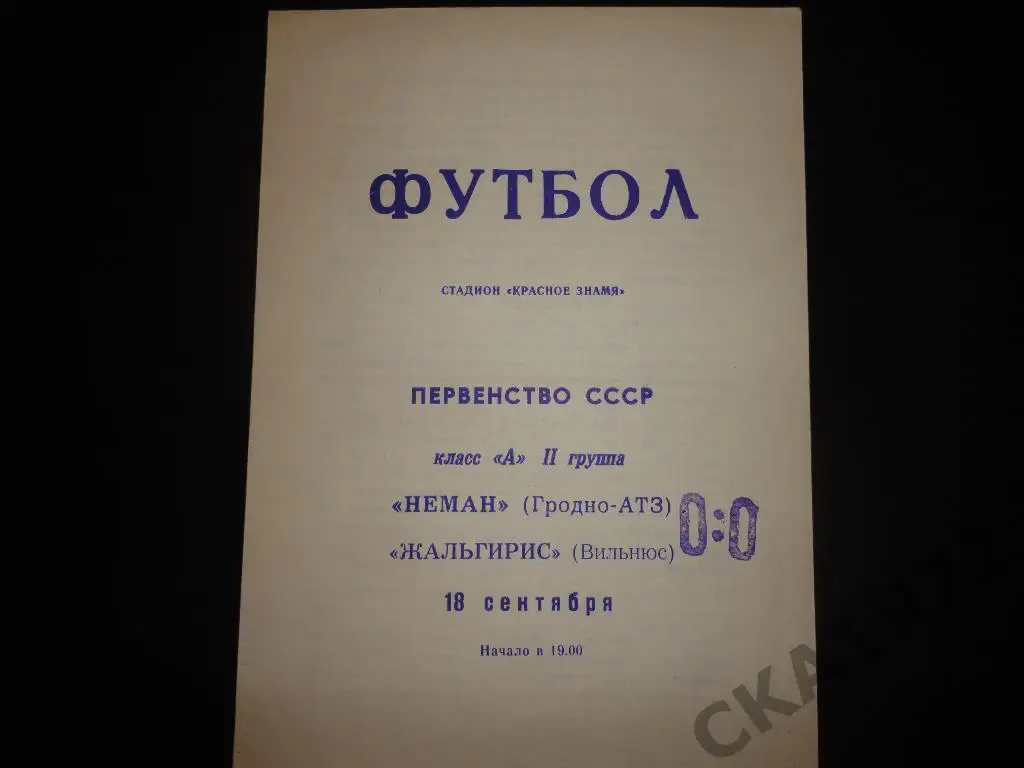 ФУТБОЛ
СТАДИОН «КРАСНОЕ ЗНАМЯ»
ПЕРВЕНСТВО СССР
класс «А» II группа
«НЕМАН» (Гродно-АТЗ)
«ЖАЛЬГИРИС» (Вильнюс)
0:0
18 сентября
Начало в 19.00